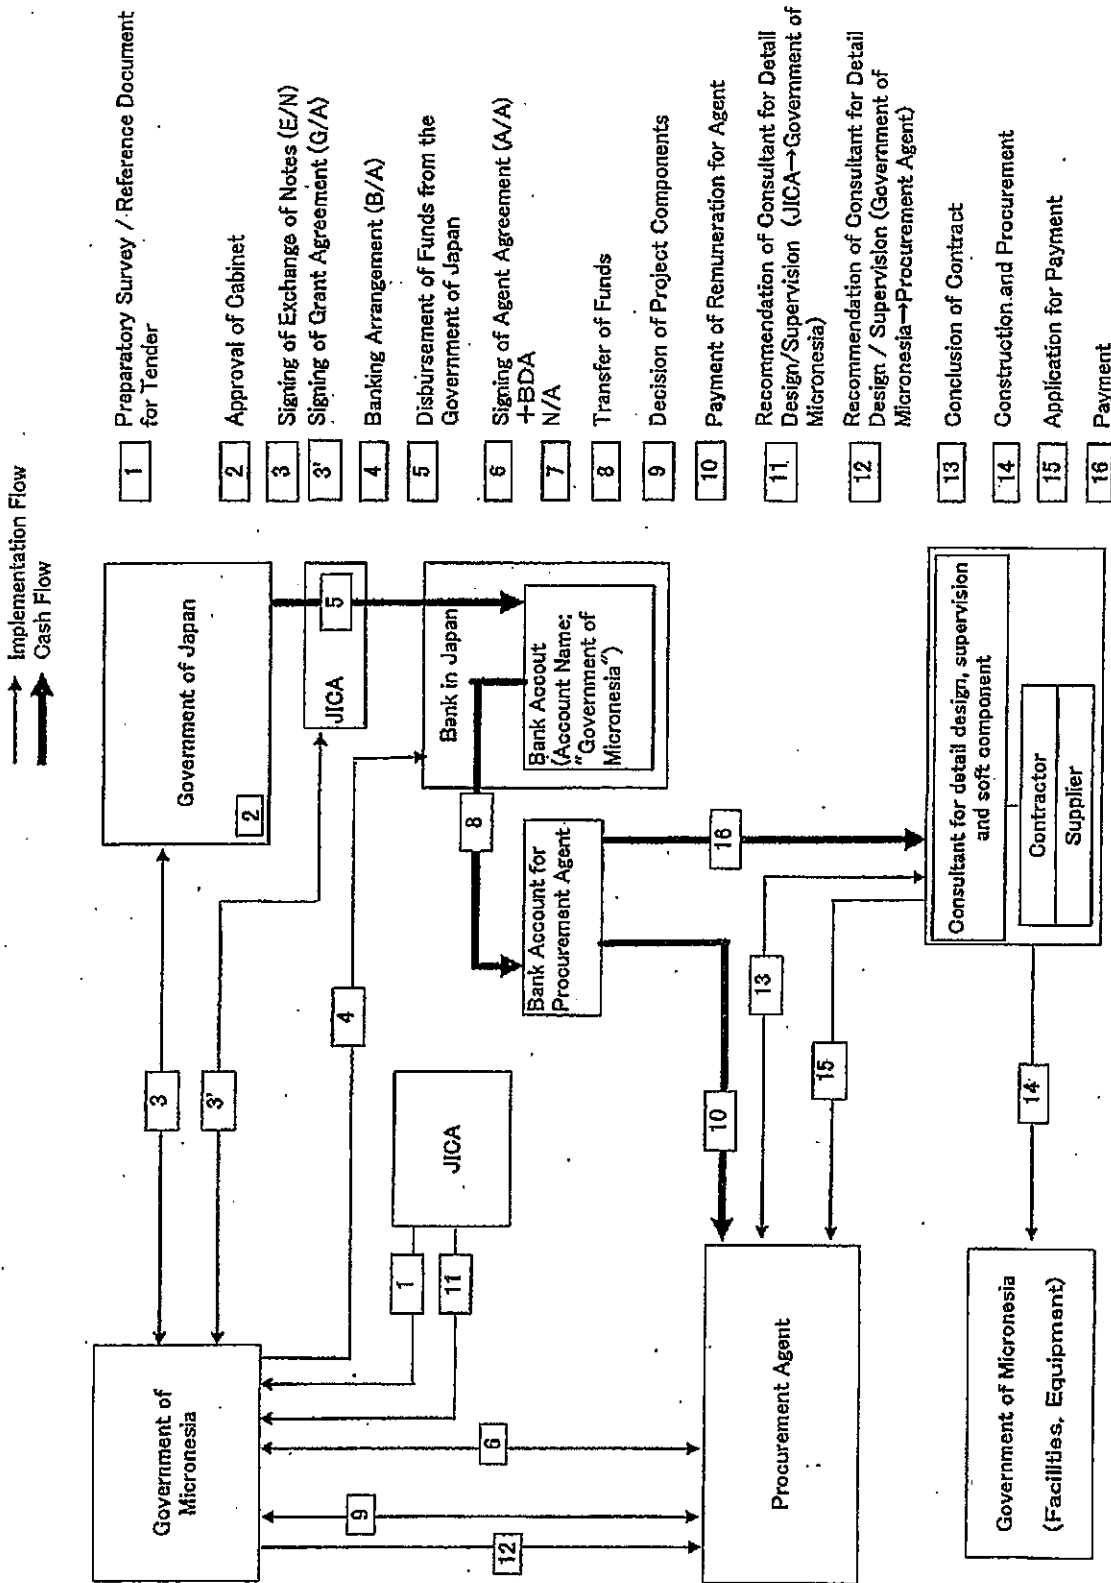 Implementation Flow
Cash Flow
Government of
Micronesia
3
3'
4
1
11
6
9
12
JICA
Government of Japan
2
JICA
5
Bank in Japan
Bank Accout
(Account Name:
"Government of
Micronesia")
8
Bank Account for
Procurement Agent
10
16
13
15
Procurement Agent
Consultant for detail design, supervision
and soft component
Contractor
Supplier
14
Government of Micronesia
(Facilities, Equipment)
1 Preparatory Survey / Reference Document
for Tender
2 Approval of Cabinet
3 Signing of Exchange of Notes (E/N)
3' Signing of Grant Agreement (G/A)
4 Banking Arrangement (B/A)
5 Disbursement of Funds from the
Government of Japan
6 Signing of Agent Agreement (A/A)
+BDA
7 N/A
8 Transfer of Funds
9 Decision of Project Components
10 Payment of Remuneration for Agent
11 Recommendation of Consultant for Detail
Design/Supervision (JICA→Government of
Micronesia)
12 Recommendation of Consultant for Detail
Design / Supervision (Government of
Micronesia→Procurement Agent)
13 Conclusion of Contract
14 Construction and Procurement
15 Application for Payment
16 Payment